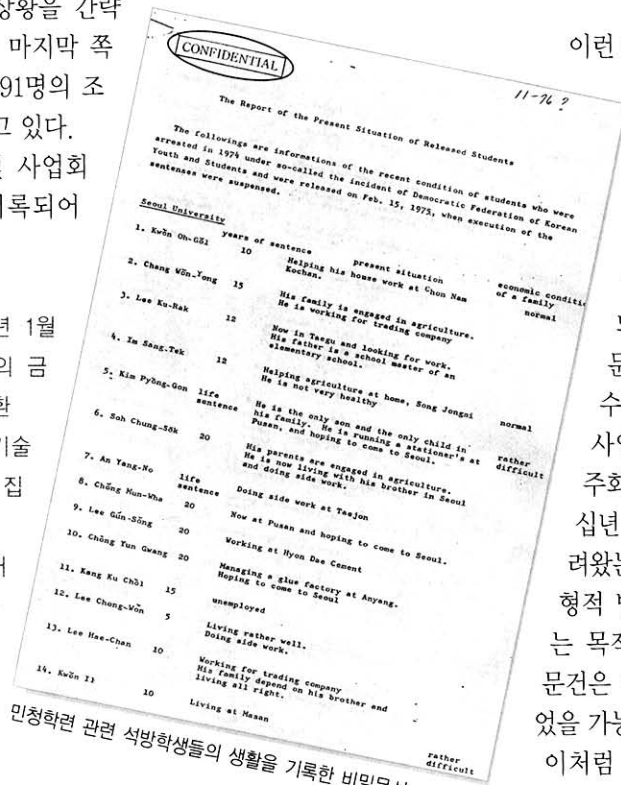 상황을 간략
마지막 쪽
91명의 조
고 있다.
사업회
기록되어
년 1월
의 금
환
기술
집
CONFIDENTIAL
11-76 ?
The Report of the Present Situation of Released Students
The followings are informations of the recent condition of students who were
arrested in 1974 under so-called the incident of Democratic Federation of Korean
Youth and Students and were released on Feb. 15, 1975, when execution of the
sentences were suspended.
Seoul University
years of sentence present situation economic conditio
of a family
1. Kwŏn Oh-Gŏl 10 Helping his house work at Chon Nam normal
Kochan.
2. Chang Wŏn-Yong 15 His family is engaged in agriculture.
He is working for trading company
3. Lee Ku-Rak 12 Now in Taegu and looking for work.
His father is a school master of an
elementary school.
4. Im Sang-Tek 12 Helping agriculture at home, Song Jongni normal
He is not very healthy
5. Kim Pyŏng-Gon life sentence He is the only son and the only child in rather
his family. He is running a stationer's at difficult
Pusan, and hoping to come to Seoul.
6. Soh Chung-Sŏk 20 His parents are engaged in agriculture.
He is now living with his brother in Seoul
and doing side work.
7. An Yang-No life sentence Doing side work at Taejon
8. Chŏng Mun-Wha 20 Now at Pusan and hoping to come to Seoul.
9. Lee Gŭn-Sŏng 20 Working at Hyon Dae Cement
10. Chŏng Yun Gwang 20 Managing a glue factory at Anyang.
Hoping to come to Seoul
11. Kang Ku Chŏl 15 unemployed
12. Lee Chong-Wŏn 5 Living rather well.
Doing side work.
13. Lee Hae-Chan 10 Working for trading company
His family depend on his brother and
living all right.
14. Kwŏn Il 10 Living at Masan rather
difficult
민청학련 관련 석방학생들의 생활을 기록한
이런
문
수
사업
주화
십년
려왔는
형적
는 목적
문건은
었을 가능
이처럼